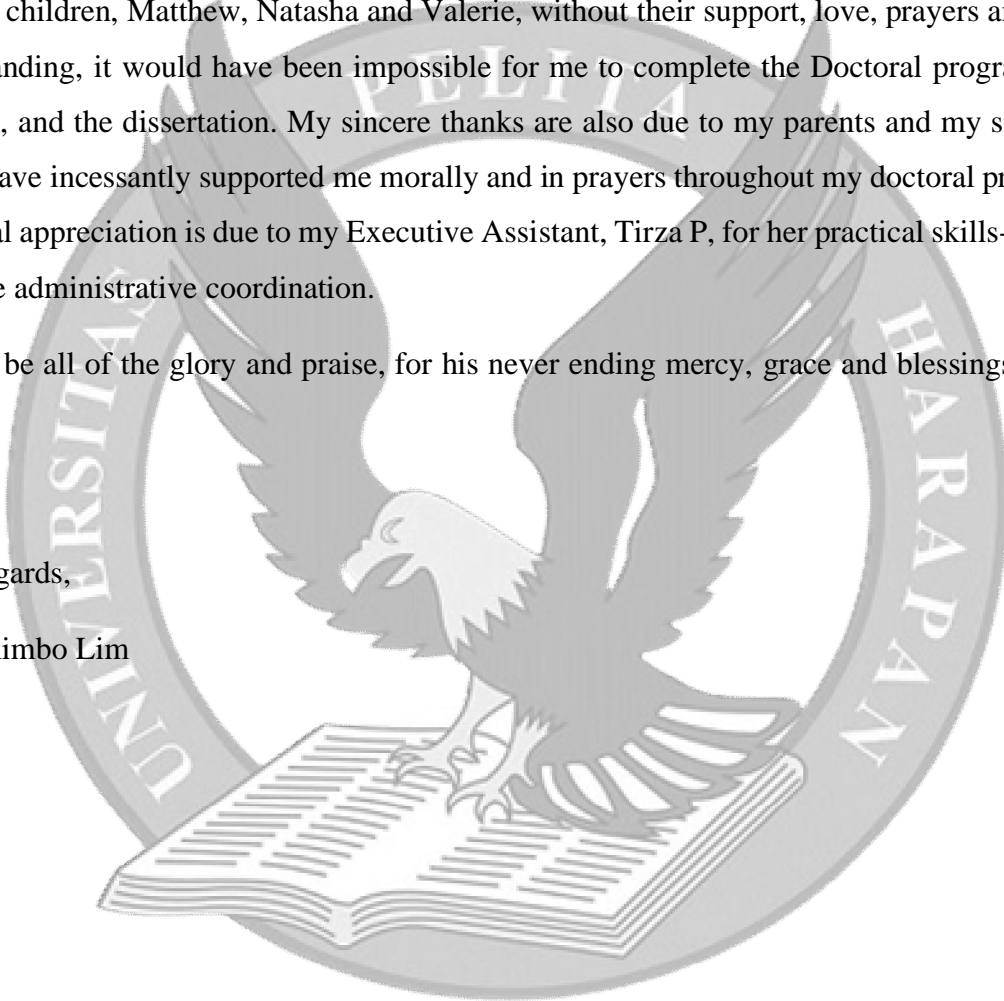 children, Matthew, Natasha and Valerie, without their support, love, prayers
anding, it would have been impossible for me to complete the Doctoral
, and the dissertation. My sincere thanks are also due to my parents and my
ave incessantly supported me morally and in prayers throughout my doctoral
al appreciation is due to my Executive Assistant, Tirza P, for her practical skills-
e administrative coordination.
be all of the glory and praise, for his never ending mercy, grace and blessings
gards,
imbo Lim
UNIVERSITAS
PELITA
HARAPAN